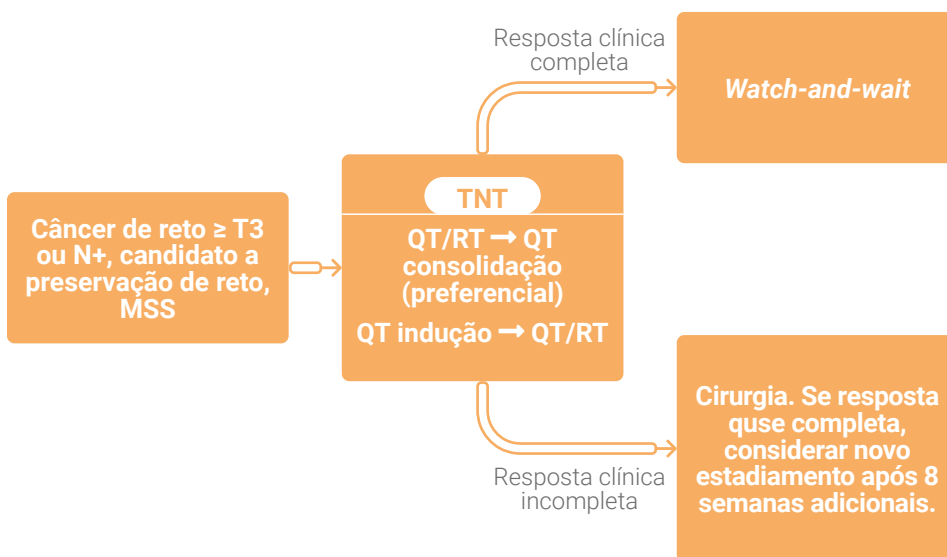 Câncer de reto ≥ T3
ou N+, candidato a
preservação de reto,
MSS
TNT
QT/RT → QT
consolidação
(preferencial)
QT indução → QT/RT
Resposta clínica
completa
Watch-and-wait
Resposta clínica
incompleta
Cirurgia. Se resposta
quse completa,
considerar novo
estadiamento após 8
semanas adicionais.